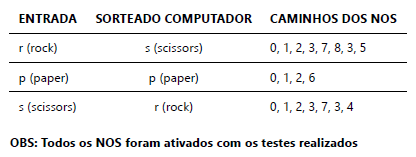 ENTRADA SORTEADO COMPUTADOR CAMINHOS DOS NOS
r (rock) s (scissors) 0, 1, 2, 3, 7, 8, 3, 5
p (paper) p (paper) 0, 1, 2, 6
s (scissors) r (rock) 0, 1, 2, 3, 7, 3, 4
OBS: Todos os NOS foram ativados com os testes realizados